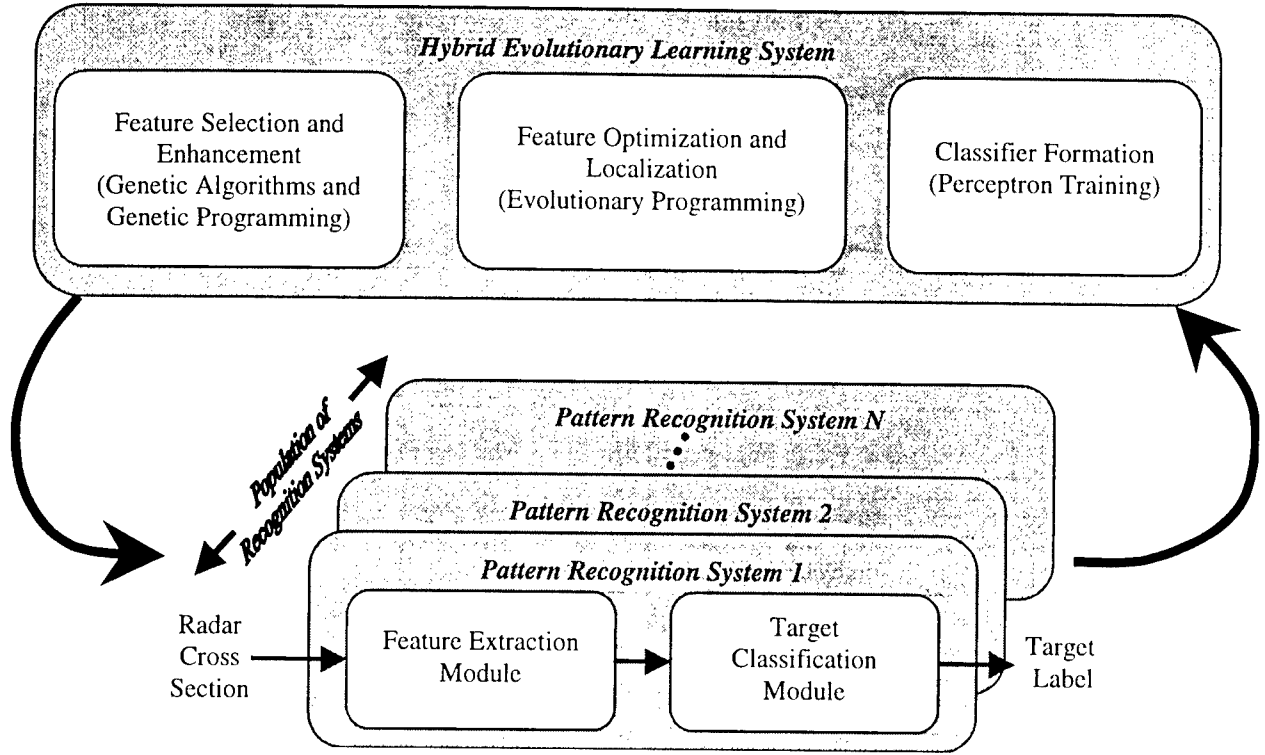 Hybrid Evolutionary Learning System
Feature Selection and
Enhancement
(Genetic Algorithms and
Genetic Programming)
Feature Optimization and
Localization
(Evolutionary Programming)
Classifier Formation
(Perceptron Training)
Population of
Recognition Systems
Pattern Recognition System N
Pattern Recognition System 2
Pattern Recognition System 1
Radar
Cross
Section
Feature Extraction
Module
Target
Classification
Module
Target
Label